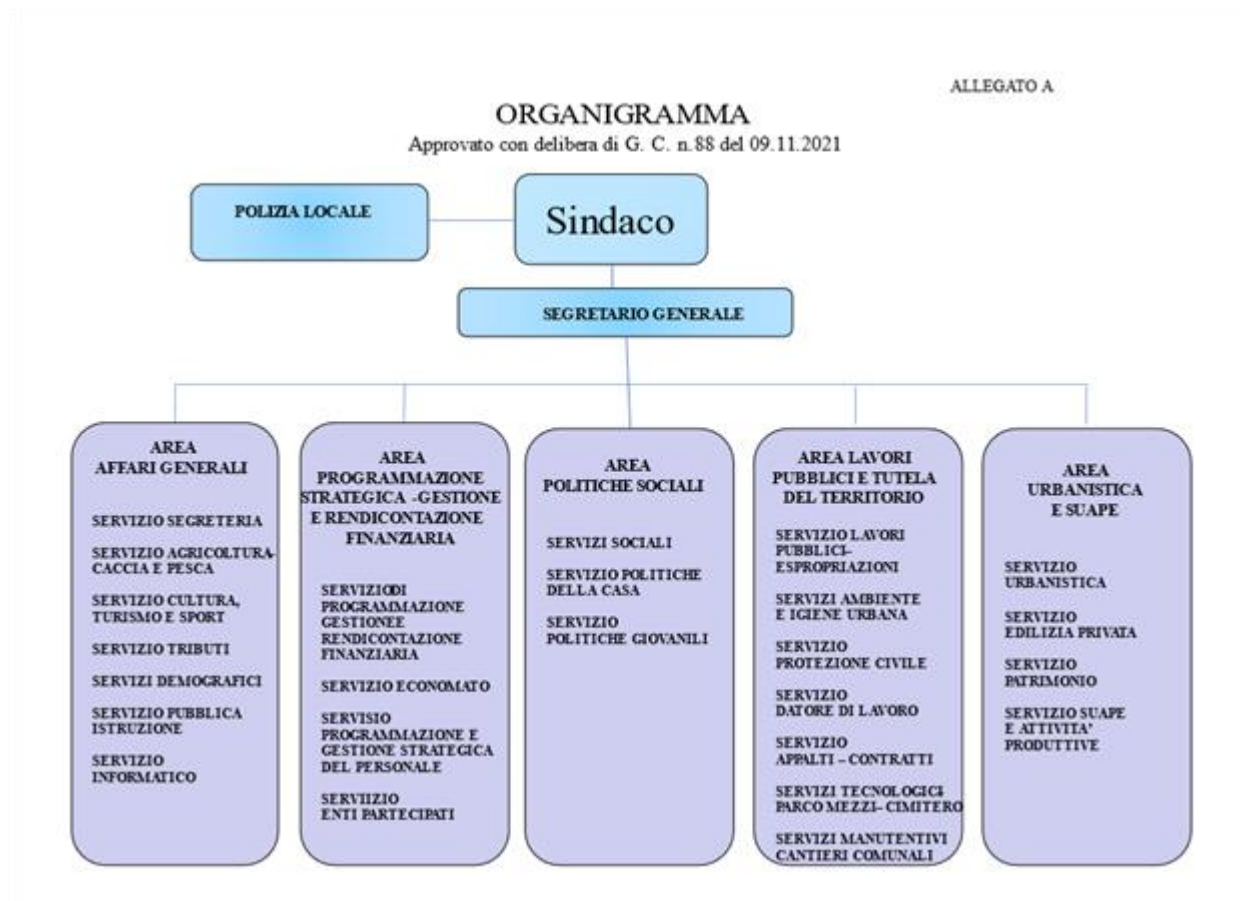 ALLEGATO A
ORGANIGRAMMA
Approvato con delibera di G. C. n.88 del 09.11.2021
POLIZIA LOCALE
Sindaco
SEGRETARIO GENERALE
AREA
AFFARI GENERALI
SERVIZIO SEGRETERIA
SERVIZIO AGRICOLTURA-
CACCIA E PESCA
SERVIZIO CULTURA,
TURISMO E SPORT
SERVIZIO TRIBUTI
SERVIZI DEMOGRAFICI
SERVIZIO PUBBLICA
ISTRUZIONE
SERVIZIO
INFORMATICO
AREA
PROGRAMMAZIONE
STRATEGICA -GESTIONE
E RENDICONTAZIONE
FINANZIARIA
SERVIZIODI
PROGRAMMAZIONE
GESTIONEE
RENDICONTAZIONE
FINANZIARIA
SERVIZIO ECONOMATO
SERVISIO
PROGRAMMAZIONE E
GESTIONE STRATEGICA
DEL PERSONALE
SERVIIZIO
ENTI PARTECIPATI
AREA
POLITICHE SOCIALI
SERVIZI SOCIALI
SERVIZIO POLITICHE
DELLA CASA
SERVIZIO
POLITICHE GIOVANILI
AREA LAVORI
PUBBLICI E TUTELA
DEL TERRITORIO
SERVIZIO LAVORI
PUBBLICI-
ESPROPRIAZIONI
SERVIZI AMBIENTE
E IGIENE URBANA
SERVIZIO
PROTEZIONE CIVILE
SERVIZIO
DATORE DI LAVORO
SERVIZIO
APPALTI – CONTRATTI
SERVIZI TECNOLOGICI-
PARCO MEZZI– CIMITERO
SERVIZI MANUTENTIVI
CANTIERI COMUNALI
AREA
URBANISTICA
E SUAPE
SERVIZIO
URBANISTICA
SERVIZIO
EDILIZIA PRIVATA
SERVIZIO
PATRIMONIO
SERVIZIO SUAPE
E ATTIVITA'
PRODUTTIVE